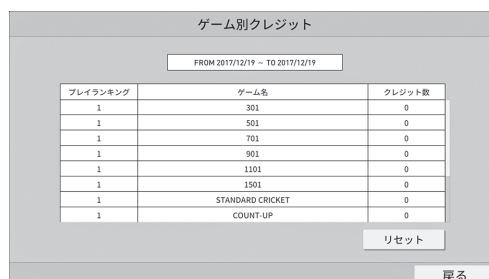 ゲーム別クレジット
FROM 2017/12/19 − TO 2017/12/19
プレイランキング ゲーム名 クレジット数
1 301 0
1 501 0
1 701 0
1 901 0
1 1101 0
1 1501 0
1 STANDARD CRICKET 0
1 COUNT-UP 0
リセット
戻る